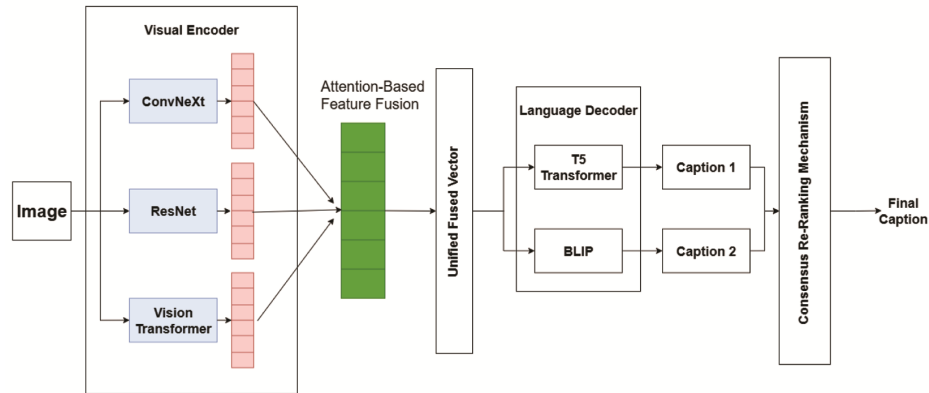 Visual Encoder
Image
ConvNeXt
ResNet
Vision
Transformer
Attention-Based
Feature Fusion
Unified Fused Vector
Language Decoder
T5
Transformer
BLIP
Caption 1
Caption 2
Consensus Re-Ranking Mechanism
Final
Caption